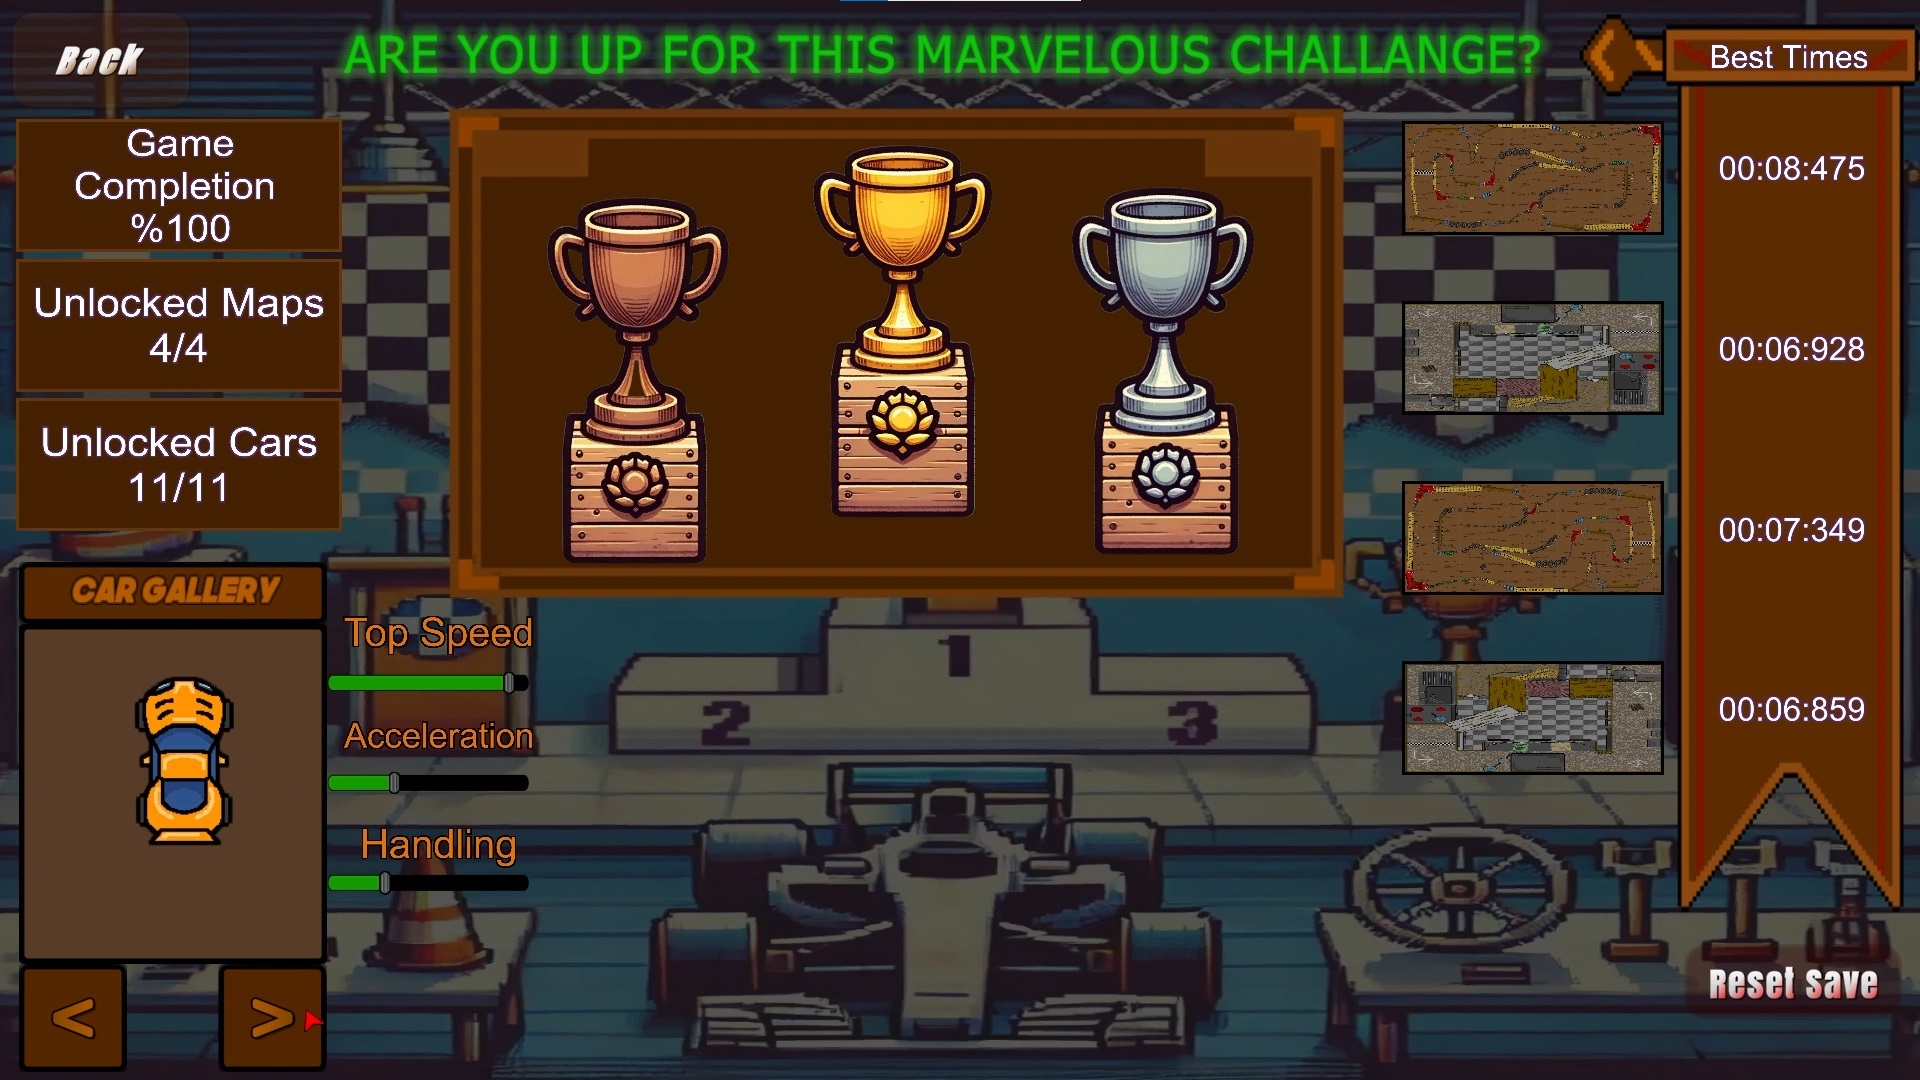 Back
ARE YOU UP FOR THIS MARVELOUS CHALLANGE?
Best Times
Game
Completion
%100
Unlocked Maps
4/4
Unlocked Cars
11/11
00:08:475
00:06:928
00:07:349
00:06:859
CAR GALLERY
Top Speed
Acceleration
Handling
1
2
3
<
>
Reset Save